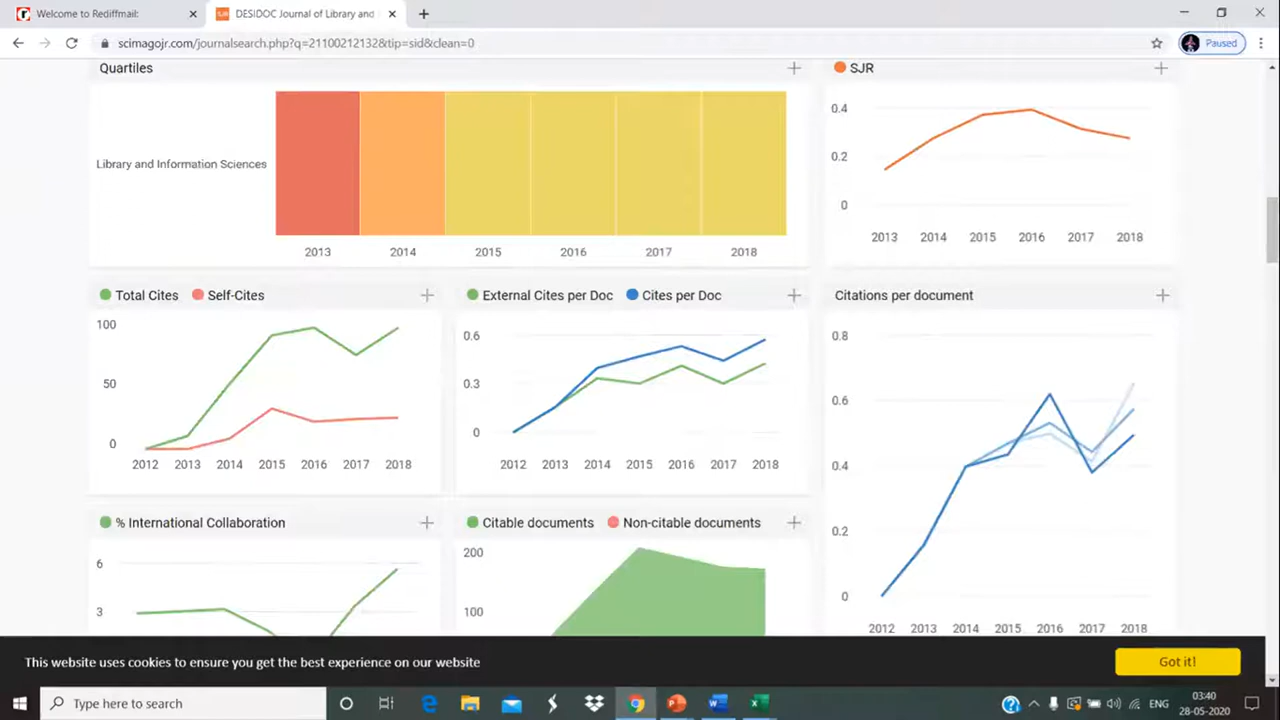 Welcome to Rediffmail:
DESIDOC Journal of Library and
scimagojr.com/journalsearch.php?q=21100212132&tip=sid&clean=0
Paused
Quartiles
Library and Information Sciences
2013 2014 2015 2016 2017 2018
SJR
0.4
0.2
0
2013 2014 2015 2016 2017 2018
Total Cites Self-Cites
100
50
0
2012 2013 2014 2015 2016 2017 2018
External Cites per Doc Cites per Doc
0.6
0.3
0
2012 2013 2014 2015 2016 2017 2018
Citations per document
0.8
0.6
0.4
0.2
0
2012 2013 2014 2015 2016 2017 2018
% International Collaboration
6
3
Citable documents Non-citable documents
200
100
This website uses cookies to ensure you get the best experience on our website
Got it!
Type here to search
ENG
03:40
28-05-2020